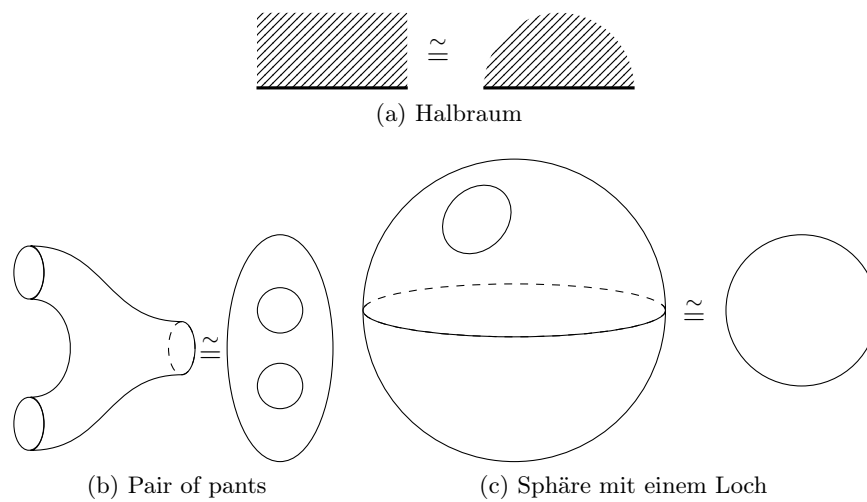 ≅
(a) Halbraum
≅
≅
(b) Pair of pants
(c) Sphäre mit einem Loch